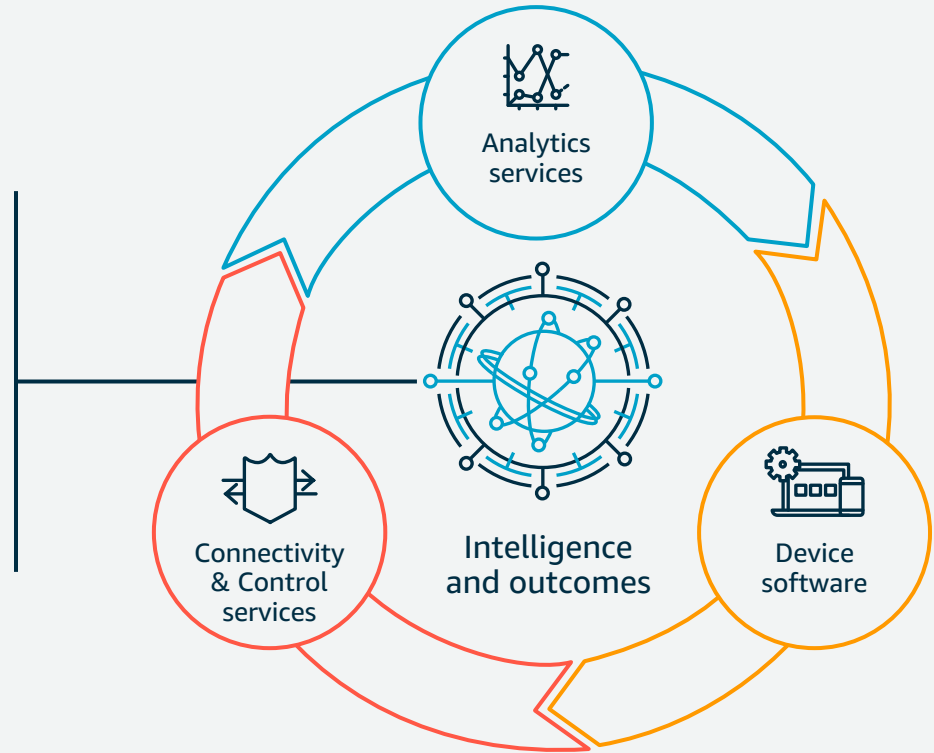 Analytics
services
Connectivity
& Control
services
Intelligence
and outcomes
Device
software